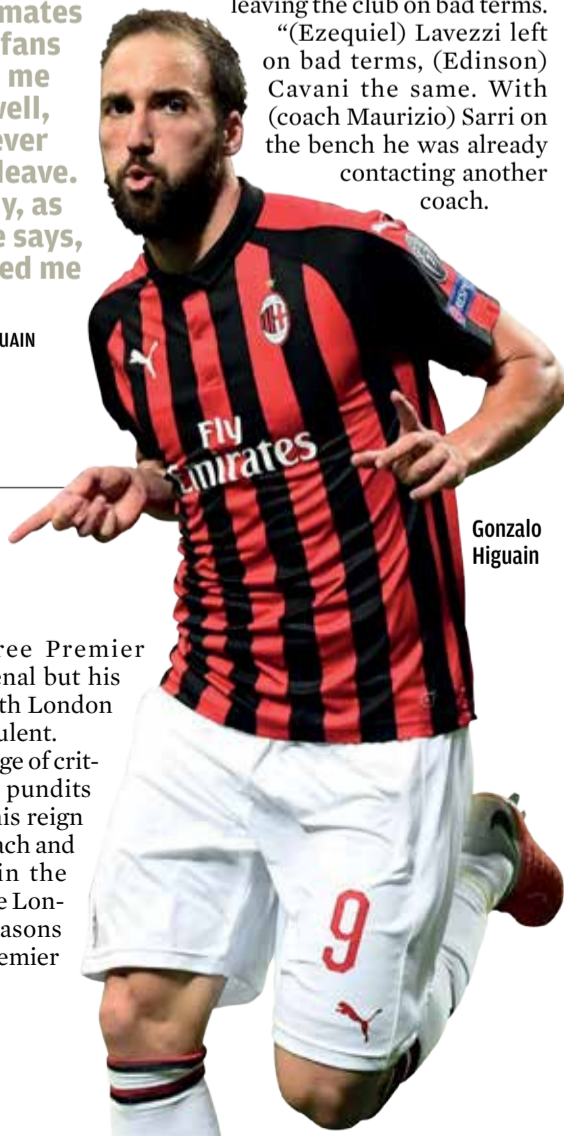 mates
fans
me
vell,
ever
leave.
y, as
e says,
ed me
UAIN
leaving the club on bad terms.
“(Ezequiel) Lavezzi left
on bad terms, (Edinson)
Cavani the same. With
(coach Maurizio) Sarri on
the bench he was already
contacting another
coach.
Fly
Emirates
Gonzalo
Higuain
ree Premier
enal but his
th London
ulent.
ge of crit-
pundits
his reign
ach and
in the
e Lon-
easons
emier
9